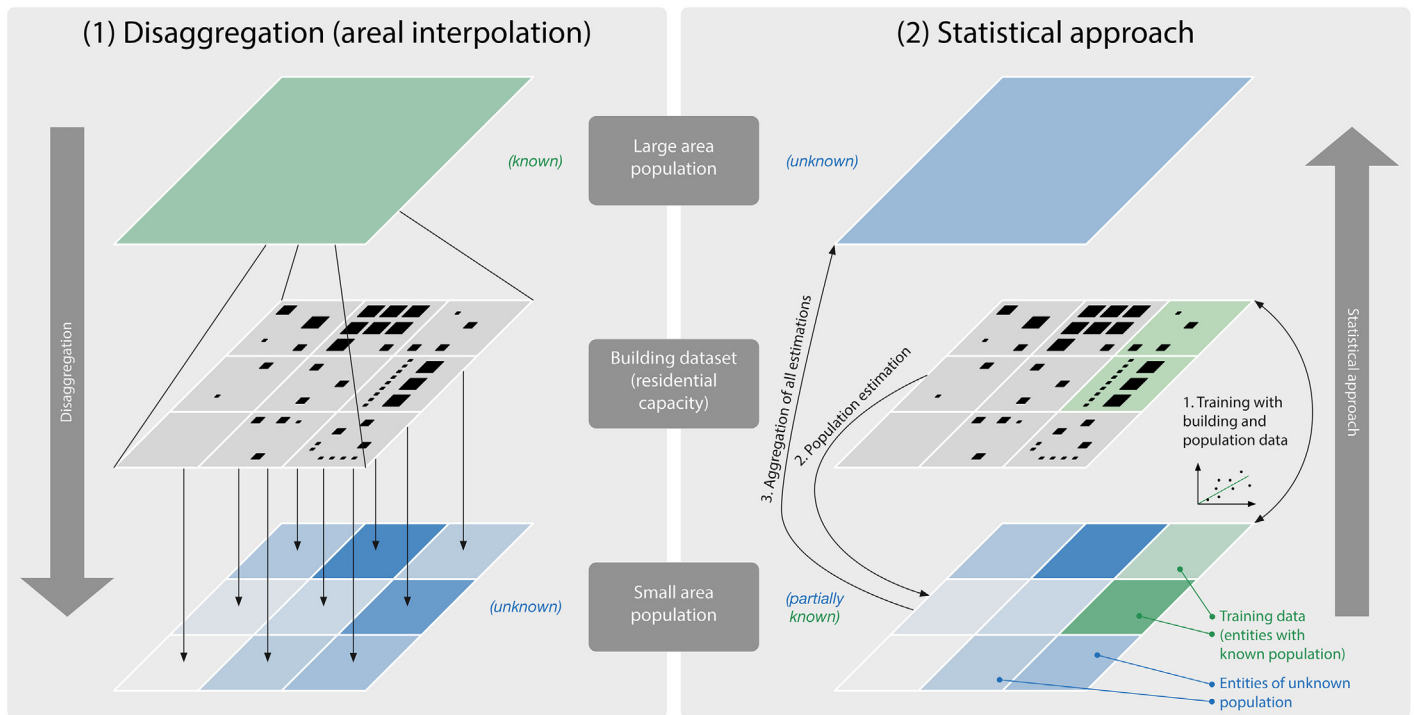 (1) Disaggregation (areal interpolation)
(2) Statistical approach
(known)
Large area
population
(unknown)
Disaggregation
Building dataset
(residential
capacity)
3. Aggregation of all estimations
2. Population estimation
1. Training with
building and
population data
Statistical approach
(unknown)
Small area
population
(partially
known)
Training data
(entities with
known population)
Entities of unknown
population